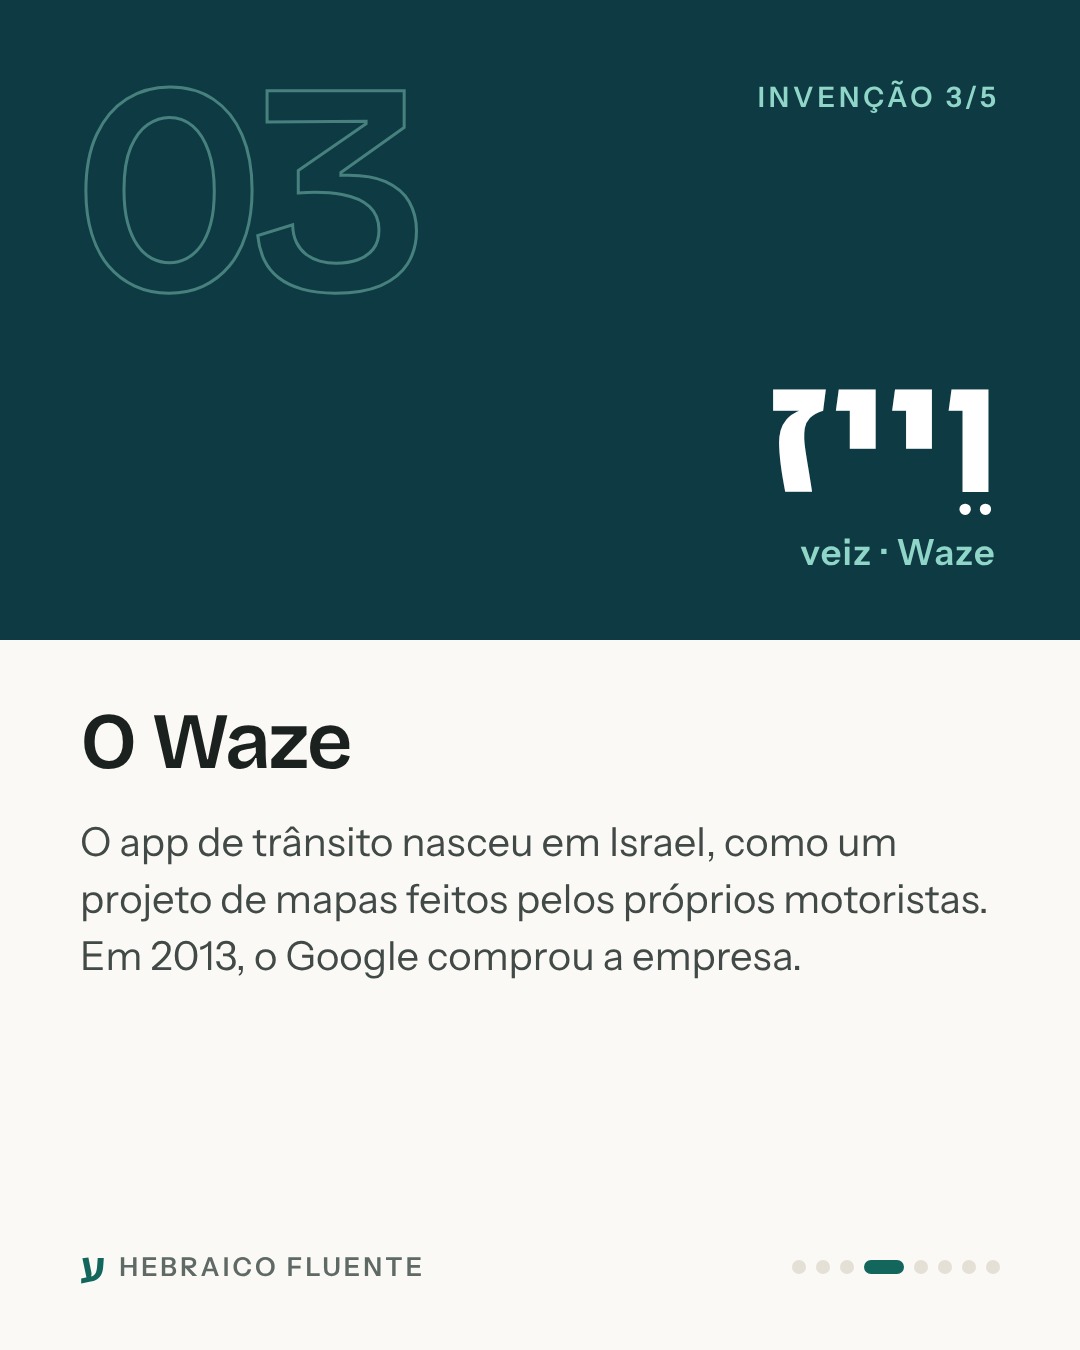 03
INVENÇÃO 3/5
וֵייז
veiz · Waze
O Waze
O app de trânsito nasceu em Israel, como um
projeto de mapas feitos pelos próprios motoristas.
Em 2013, o Google comprou a empresa.
ע HEBRAICO FLUENTE